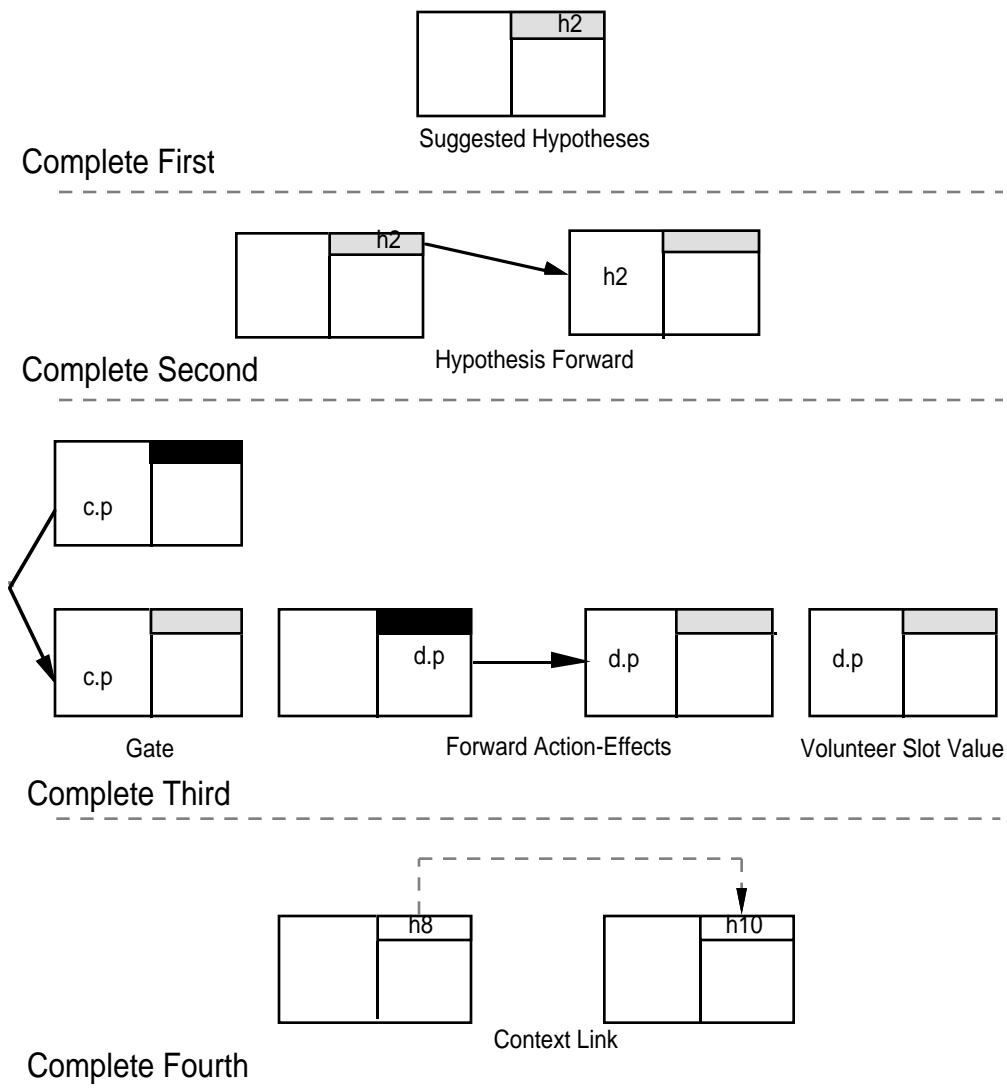 h2
Suggested Hypotheses
Complete First
h2
h2
Hypothesis Forward
Complete Second
c.p
c.p
d.p
d.p
d.p
Gate
Forward Action-Effects
Volunteer Slot Value
Complete Third
h8
h10
Context Link
Complete Fourth